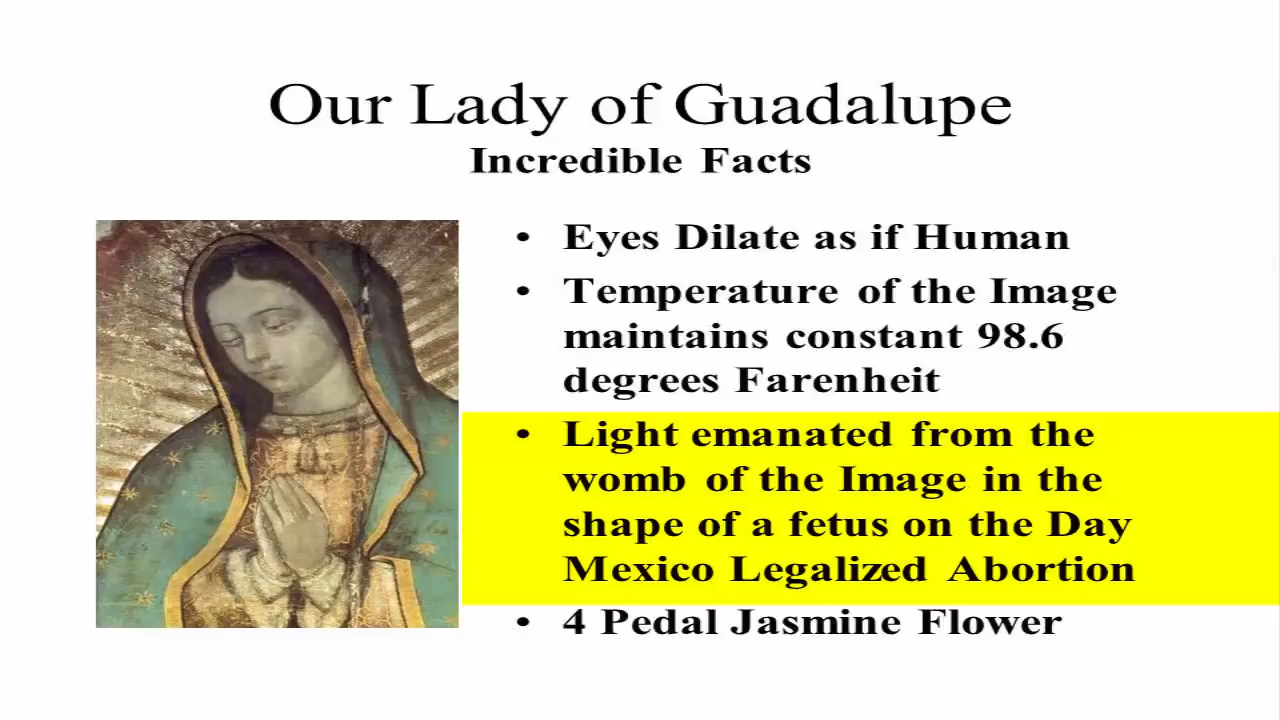 Our Lady of Guadalupe
Incredible Facts
• Eyes Dilate as if Human
• Temperature of the Image
maintains constant 98.6
degrees Farenheit
• Light emanated from the
womb of the Image in the
shape of a fetus on the Day
Mexico Legalized Abortion
• 4 Pedal Jasmine Flower